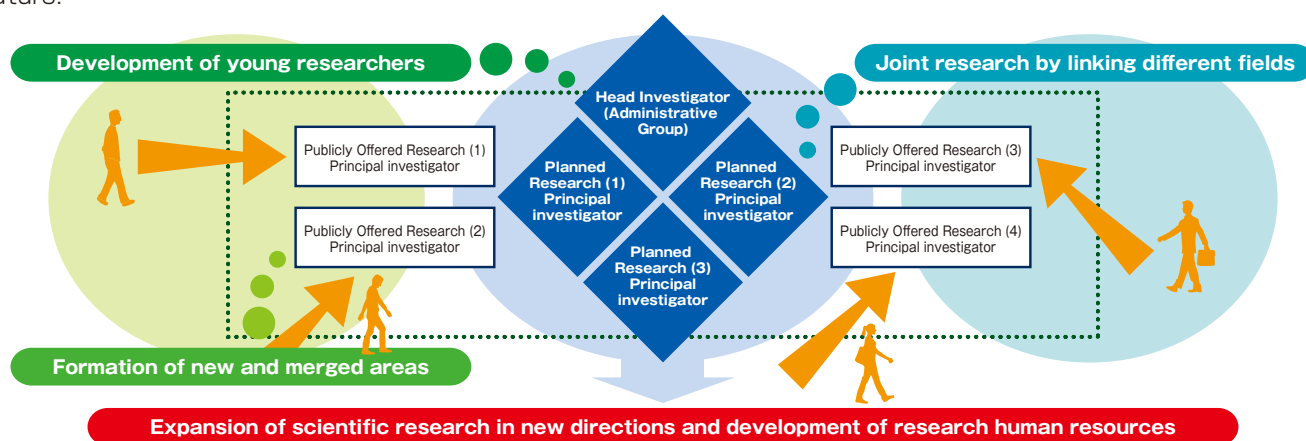 Development of young researchers
Joint research by linking different fields
Head Investigator
(Administrative
Group)
Publicly Offered Research (1)
Principal investigator
Planned
Research (1)
Principal
investigator
Planned
Research (2)
Principal
investigator
Publicly Offered Research (3)
Principal investigator
Publicly Offered Research (2)
Principal investigator
Planned
Research (3)
Principal
investigator
Publicly Offered Research (4)
Principal investigator
Formation of new and merged areas
Expansion of scientific research in new directions and development of research human resources